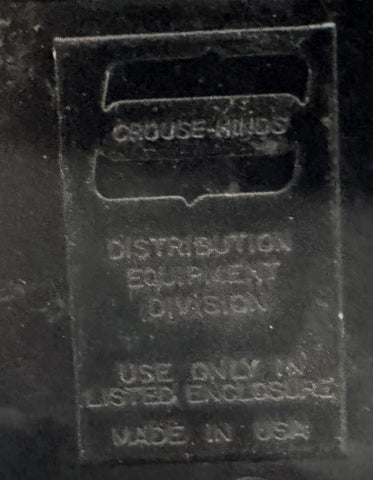 CROUSE-HINDS
DISTRIBUTION
EQUIPMENT
DIVISION
USE ONLY IN
LISTED ENCLOSURE
MADE IN USA